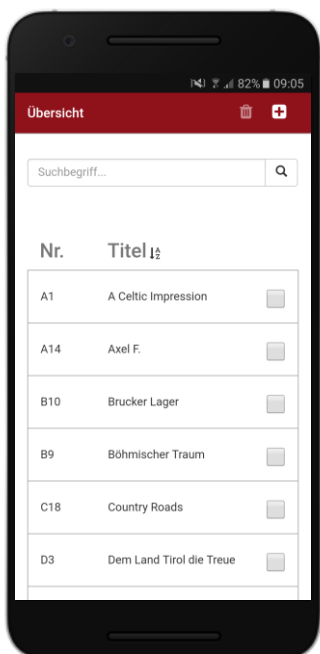 82% 09:05
Übersicht
Suchbegriff...
Nr. Titel
A1 A Celtic Impression
A14 Axel F.
B10 Brucker Lager
B9 Böhmischer Traum
C18 Country Roads
D3 Dem Land Tirol die Treue